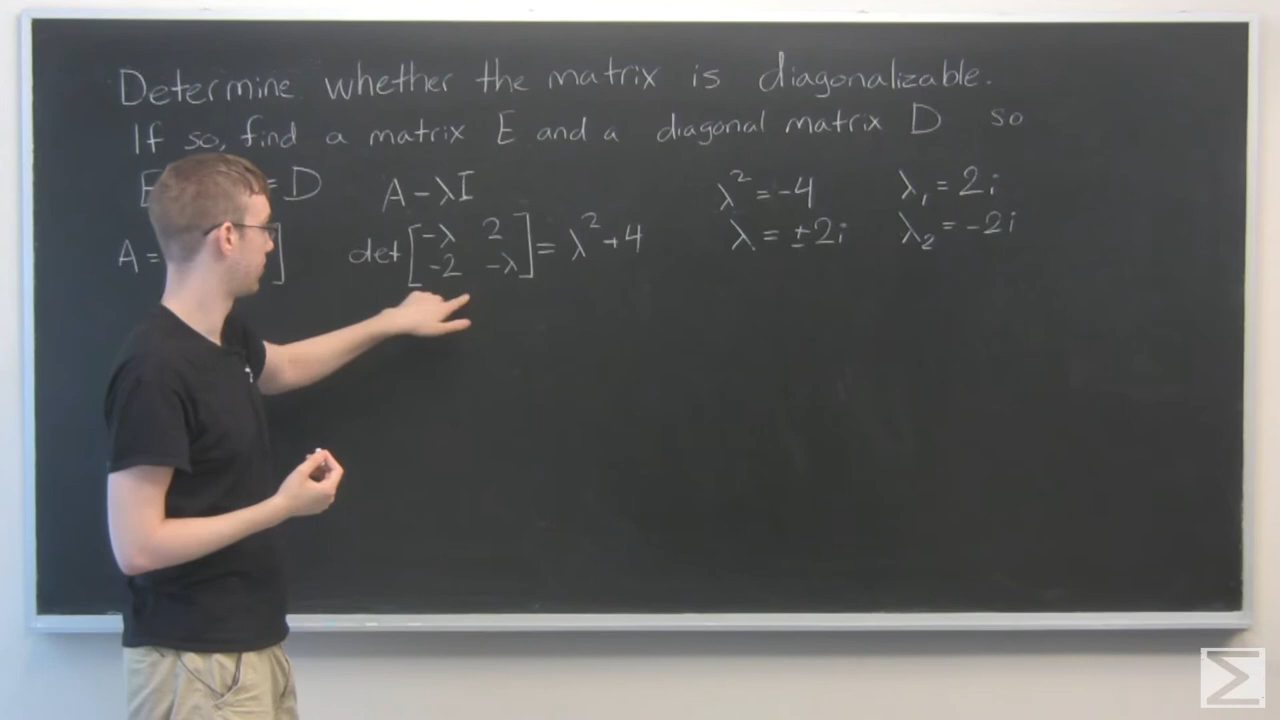 Determine whether the matrix is diagonalizable.
If so, find a matrix E and a diagonal matrix D so
E = D
A - λI
λ² = -4
λ₁ = 2i
A = ]
det [ -λ 2
-2 -λ ] = λ² + 4
λ = ±2i
λ₂ = -2i
Σ